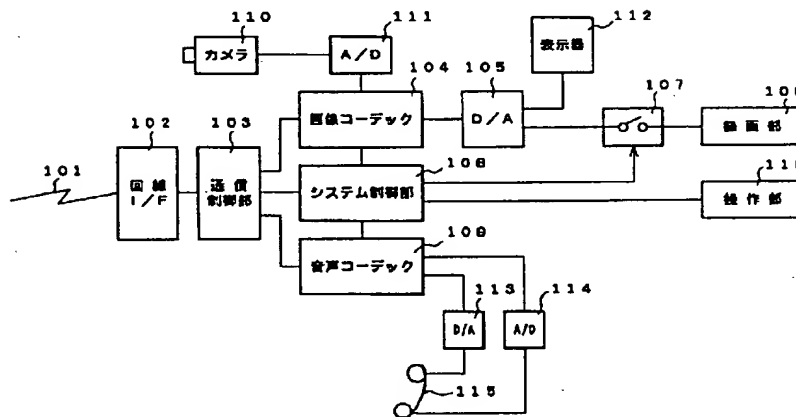 110
カメラ
111
A/D
104
画像コーデック
105
D/A
112
表示器
107
録画部
101
102
回線
I/F
103
通信
制御部
108
システム制御部
操作部
109
音声コーデック
113
D/A
114
A/D
115